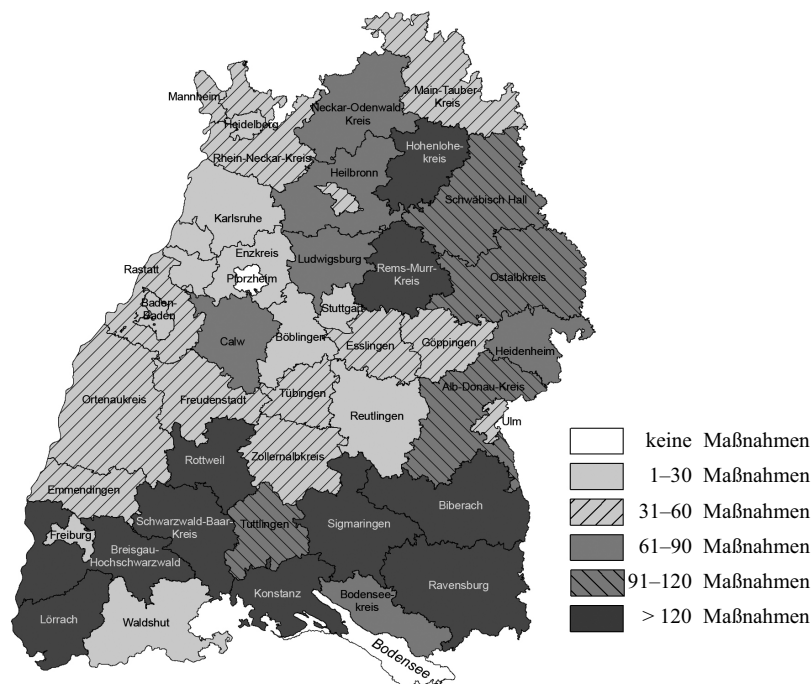 Main-Tauber
Kreis
Mannheim
Neckar-Odenwald-
Kreis
Heidelberg
Hohenlohe-
kreis
Rhein-Neckar-Kreis
Heilbronn
Schwäbisch Hall
Karlsruhe
Enzkreis
Ludwigsburg
Rems-Murr-
Kreis
Rastatt
Pforzheim
Ostalbkreis
Baden-
Baden
Stuttgart
Calw
Böblingen
Esslingen
Göppingen
Heidenheim
Alb-Donau-Kreis
Ortenaukreis
Freudenstadt
Tübingen
Reutlingen
Ulm
Rottweil
Zollernalbkreis
Emmendingen
Biberach
Schwarzwald-Baar-
Kreis
Tuttlingen
Sigmaringen
Freiburg
Breisgau-
Hochschwarzwald
Konstanz
Bodensee-
kreis
Ravensburg
Lörrach
Waldshut
Bodensee
keine Maßnahmen
1–30 Maßnahmen
31–60 Maßnahmen
61–90 Maßnahmen
91–120 Maßnahmen
> 120 Maßnahmen